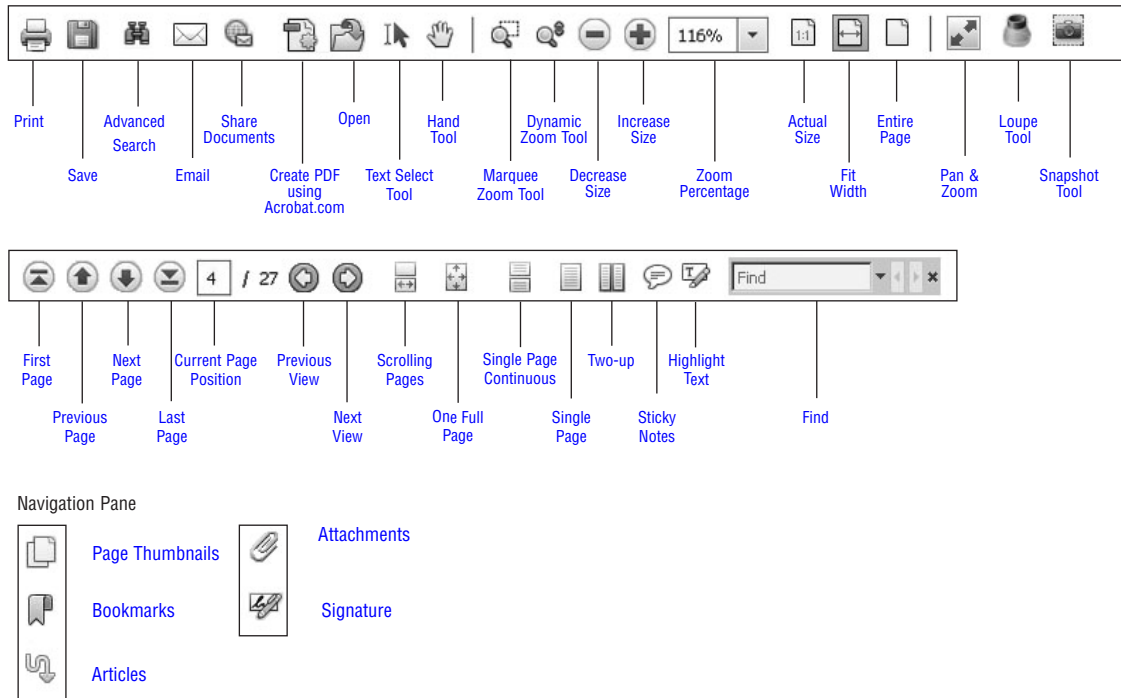 116%
1:1
Print
Advanced
Search
Share
Documents
Open
Hand
Tool
Dynamic
Zoom Tool
Increase
Size
Actual
Size
Entire
Page
Loupe
Tool
Save
Email
Create PDF
using
Acrobat.com
Text Select
Tool
Marquee
Zoom Tool
Decrease
Size
Zoom
Percentage
Fit
Width
Pan &
Zoom
Snapshot
Tool
4 / 27
T
Find
First
Page
Next
Page
Current Page
Position
Previous
View
Scrolling
Pages
Single Page
Continuous
Two-up
Highlight
Text
Previous
Page
Last
Page
Next
View
One Full
Page
Single
Page
Sticky
Notes
Find
Navigation Pane
Page Thumbnails
Attachments
Bookmarks
Signature
Articles